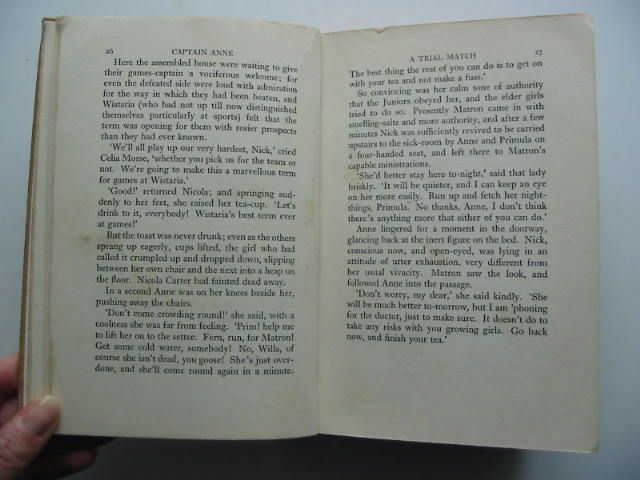 26 CAPTAIN ANNE
Here the assembled house were waiting to give
their games-captain a vociferous welcome; for
even the defeated side were loud with admiration
for the way in which they had been beaten, and
Wistaria (who had not up till now distinguished
themselves particularly at sports) felt that the
term was opening for them with rosier prospects
than they had ever known.
'We'll all play up our very hardest, Nick,' cried
Celia Morse, 'whether you pick us for the team or
not. We're going to make this a marvellous term
for games at Wistaria.'
'Good!' returned Nicola; and springing sud-
denly to her feet, she raised her tea-cup. 'Let's
drink to it, everybody! Wistaria's best term ever
at games!'
But the toast was never drunk; even as the others
sprang up eagerly, cups lifted, the girl who had
called it crumpled up and dropped down, slipping
between her own chair and the next into a heap on
the floor. Nicola Carter had fainted dead away.
In a second Anne was on her knees beside her,
pushing away the chairs.
'Don't come crowding round!' she said, with a
coolness she was far from feeling. 'Prim! help me
to lift her on to the settee. Fern, run, for Matron!
Get some cold water, somebody! No, Wills, of
course she isn't dead, you goose! She's just over-
done, and she'll come round again in a minute.
A TRIAL MATCH 27
The best thing the rest of you can do is to get on
with your tea and not make a fuss.'
So convincing was her calm tone of authority
that the Juniors obeyed her, and the elder girls
tried to do so. Presently Matron came in with
smelling-salts and more authority, and after a few
minutes Nick was sufficiently revived to be carried
upstairs to the sick-room by Anne and Primula on
a four-handed seat, and left there to Matron's
capable ministrations.
'She'd better stay here to-night,' said that lady
briskly. 'It will be quieter, and I can keep an eye
on her more easily. Run up and fetch her night-
things, Primula. No thanks, Anne, I don't think
there's anything more that either of you can do.'
Anne lingered for a moment in the doorway,
glancing back at the inert figure on the bed. Nick,
conscious now, and open-eyed, was lying in an
attitude of utter exhaustion, very different from
her usual vivacity. Matron saw the look, and
followed Anne into the passage.
'Don't worry, my dear,' she said kindly. 'She
will be much better to-morrow, but I am 'phoning
for the doctor, just to make sure. It doesn't do to
take any risks with you growing girls. Go back
now, and finish your tea.'